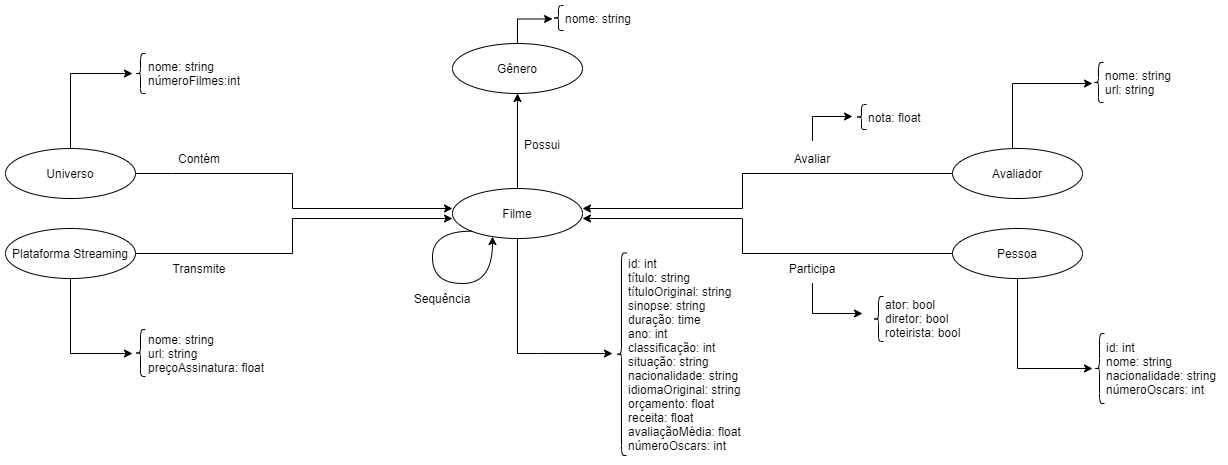 nome: string
Gênero
nome: string
númeroFilmes:int
nome: string
url: string
nota: float
Possui
Contém
Avaliar
Universo
Avaliador
Filme
Plataforma Streaming
Pessoa
Transmite
Participa
Sequência
id: int
título: string
títuloOriginal: string
sinopse: string
duração: time
ano: int
classificação: int
situação: string
nacionalidade: string
idiomaOriginal: string
orçamento: float
receita: float
avaliaçãoMédia: float
númeroOscars: int
ator: bool
diretor: bool
roteirista: bool
nome: string
url: string
preçoAssinatura: float
id: int
nome: string
nacionalidade: string
númeroOscars: int